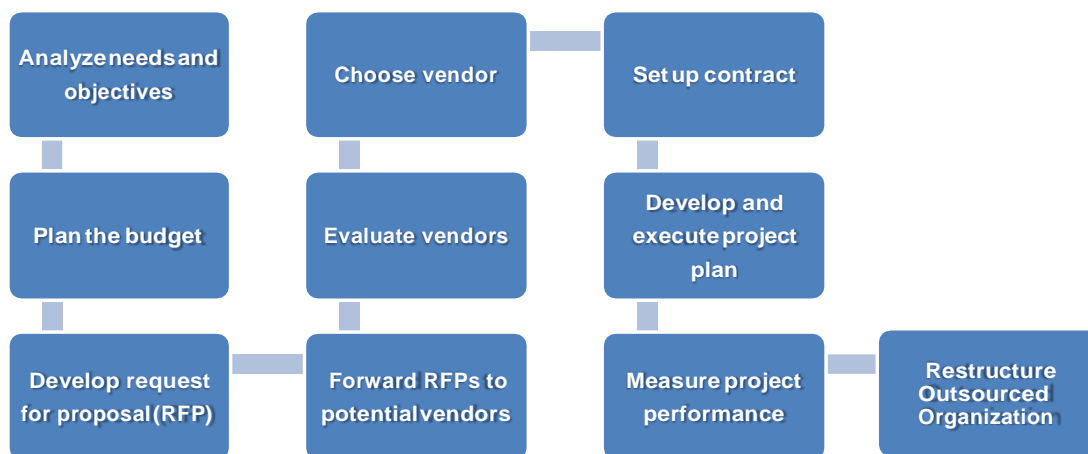 Analyze needs and
objectives
Plan the budget
Develop request
for proposal (RFP)
Forward RFPs to
potential vendors
Evaluate vendors
Choose vendor
Set up contract
Develop and
execute project
plan
Measure project
performance
Restructure
Outsourced
Organization